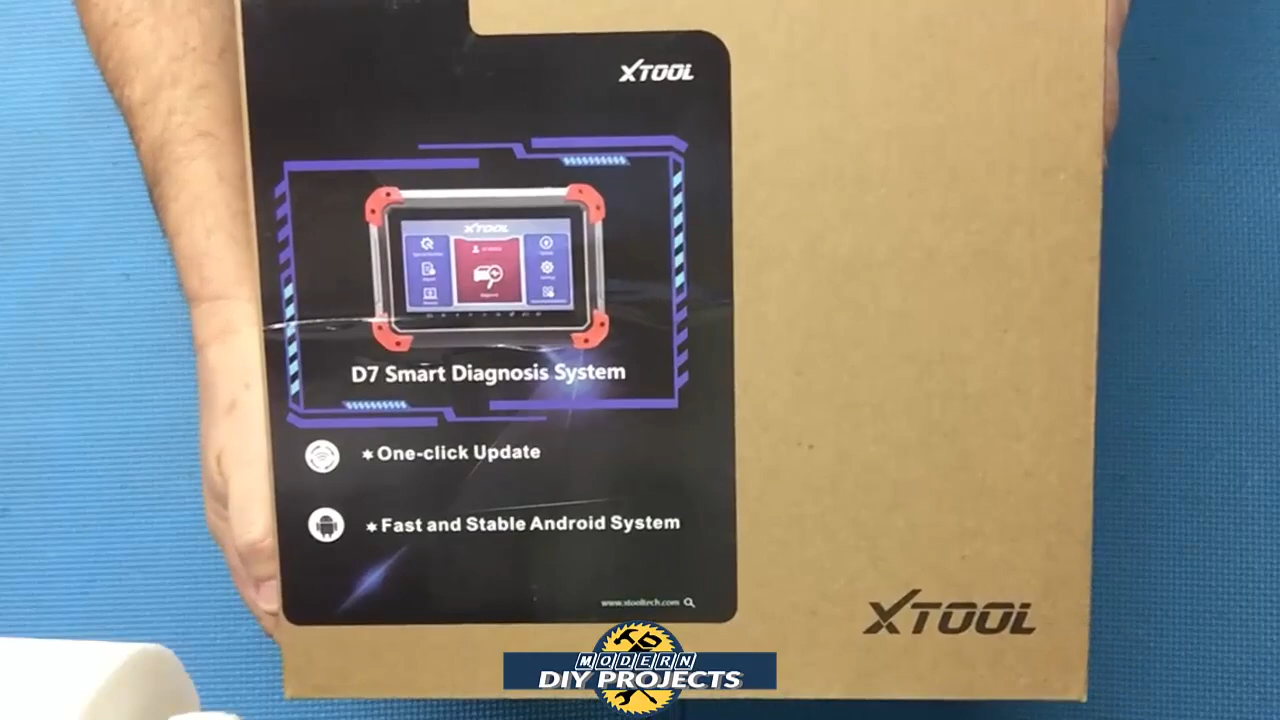 XTOOL
XTOOL
D7 Smart Diagnosis System
* One-click Update
* Fast and Stable Android System
www.xtooltech.com
XTOOL
MODERN
DIY PROJECTS